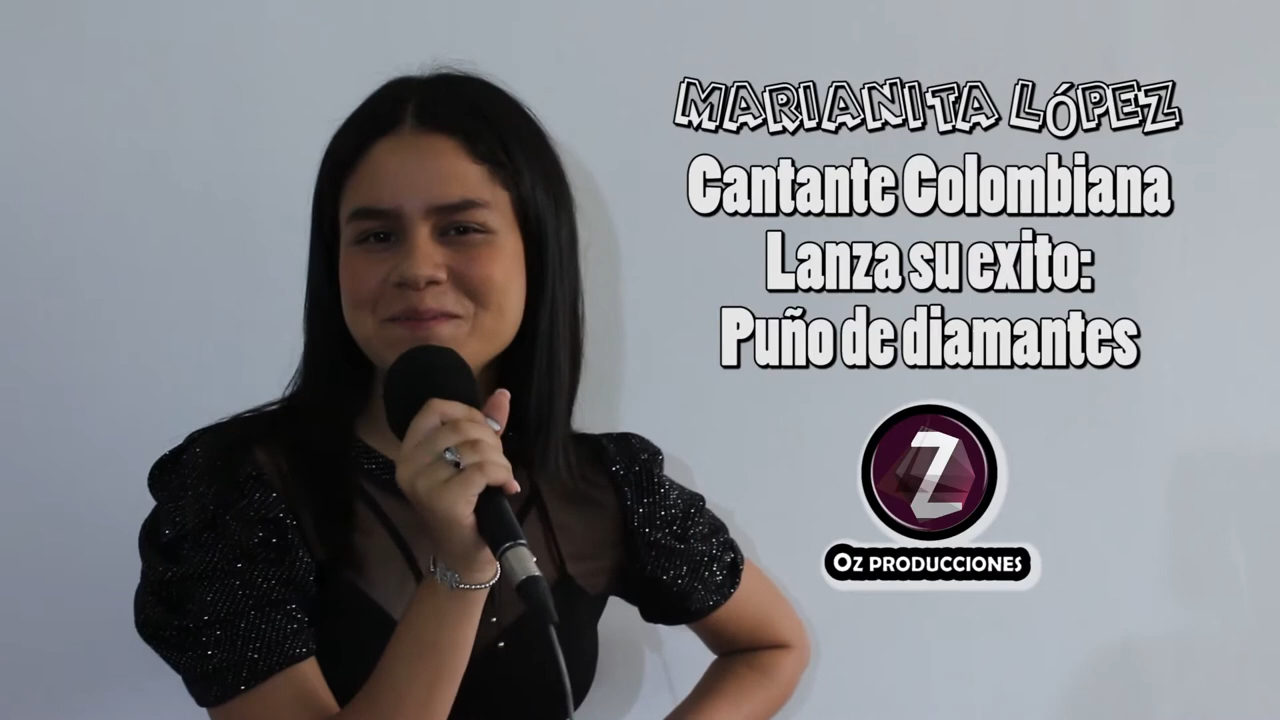 MARIANITA LÓPEZ
Cantante Colombiana
Lanza su exito:
Puño de diamantes
Z
OZ PRODUCCIONES